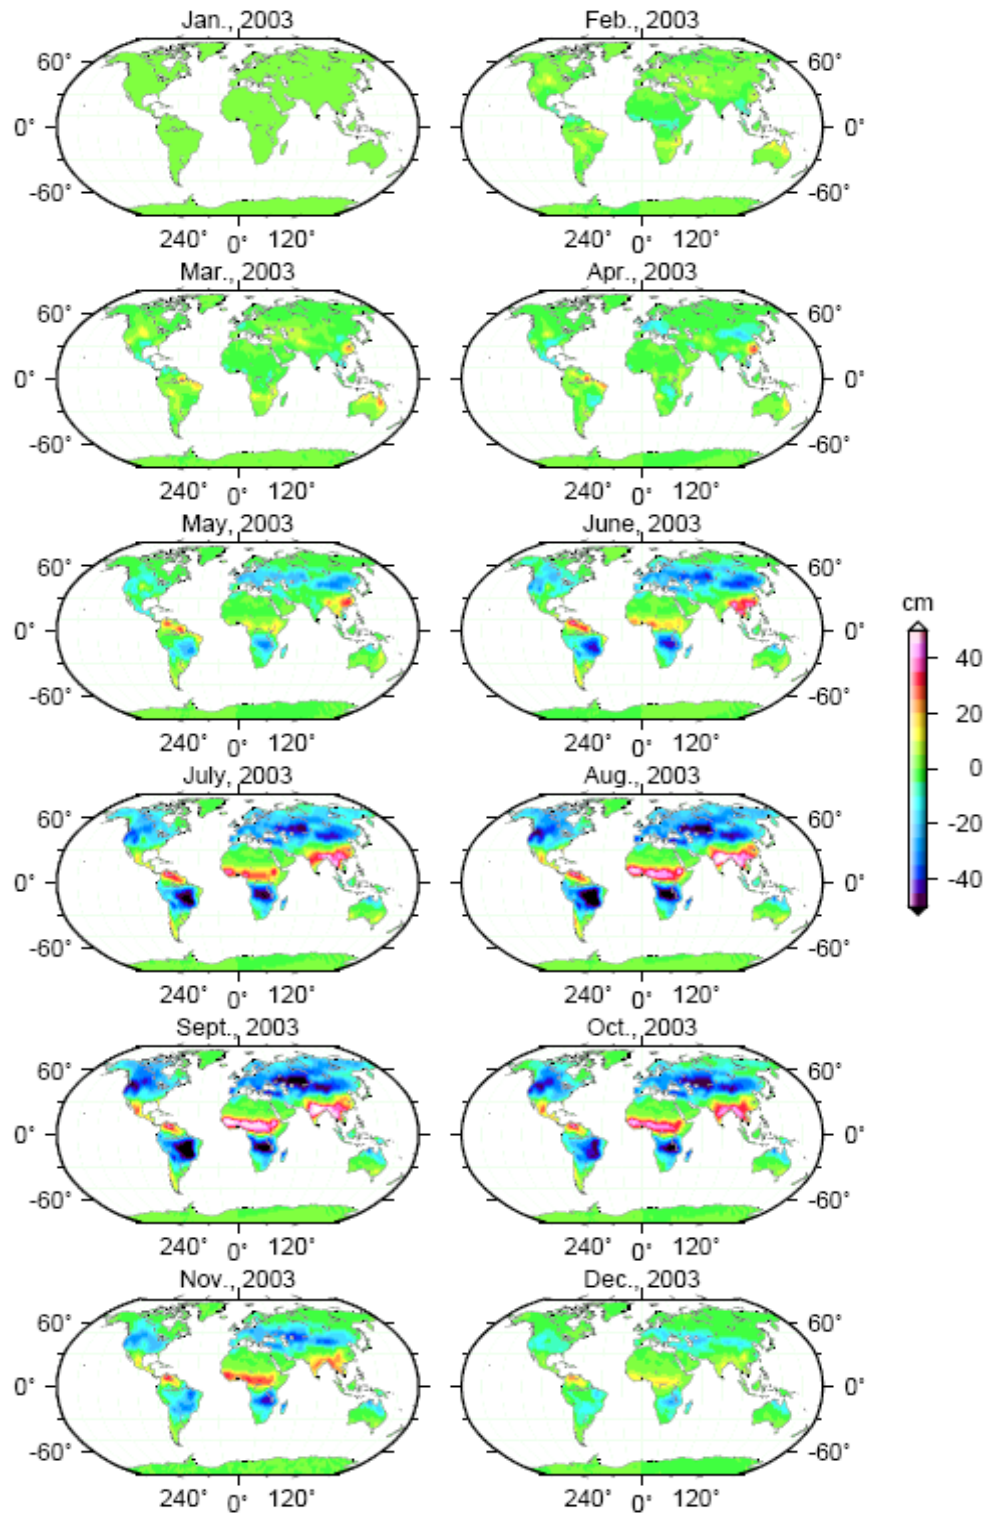 Jan., 2003 Feb., 2003
60° 60°
0° 0°
-60° -60°
240° 0° 120° 240° 0° 120°
Mar., 2003 Apr., 2003
60° 60°
0° 0°
-60° -60°
240° 0° 120° 240° 0° 120°
May, 2003 June, 2003
60° 60°
0° 0°
-60° -60°
240° 0° 120° 240° 0° 120°
cm
40
20
0
-20
-40
July, 2003 Aug., 2003
60° 60°
0° 0°
-60° -60°
240° 0° 120° 240° 0° 120°
Sept., 2003 Oct., 2003
60° 60°
0° 0°
-60° -60°
240° 0° 120° 240° 0° 120°
Nov., 2003 Dec., 2003
60° 60°
0° 0°
-60° -60°
240° 0° 120° 240° 0° 120°